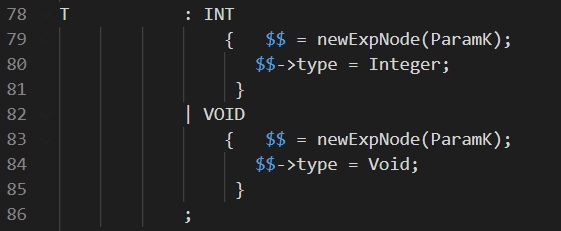 78 T : INT
79 { $$ = newExpNode(ParamK);
80 $$->type = Integer;
81 }
82 | VOID
83 { $$ = newExpNode(ParamK);
84 $$->type = Void;
85 }
86 ;